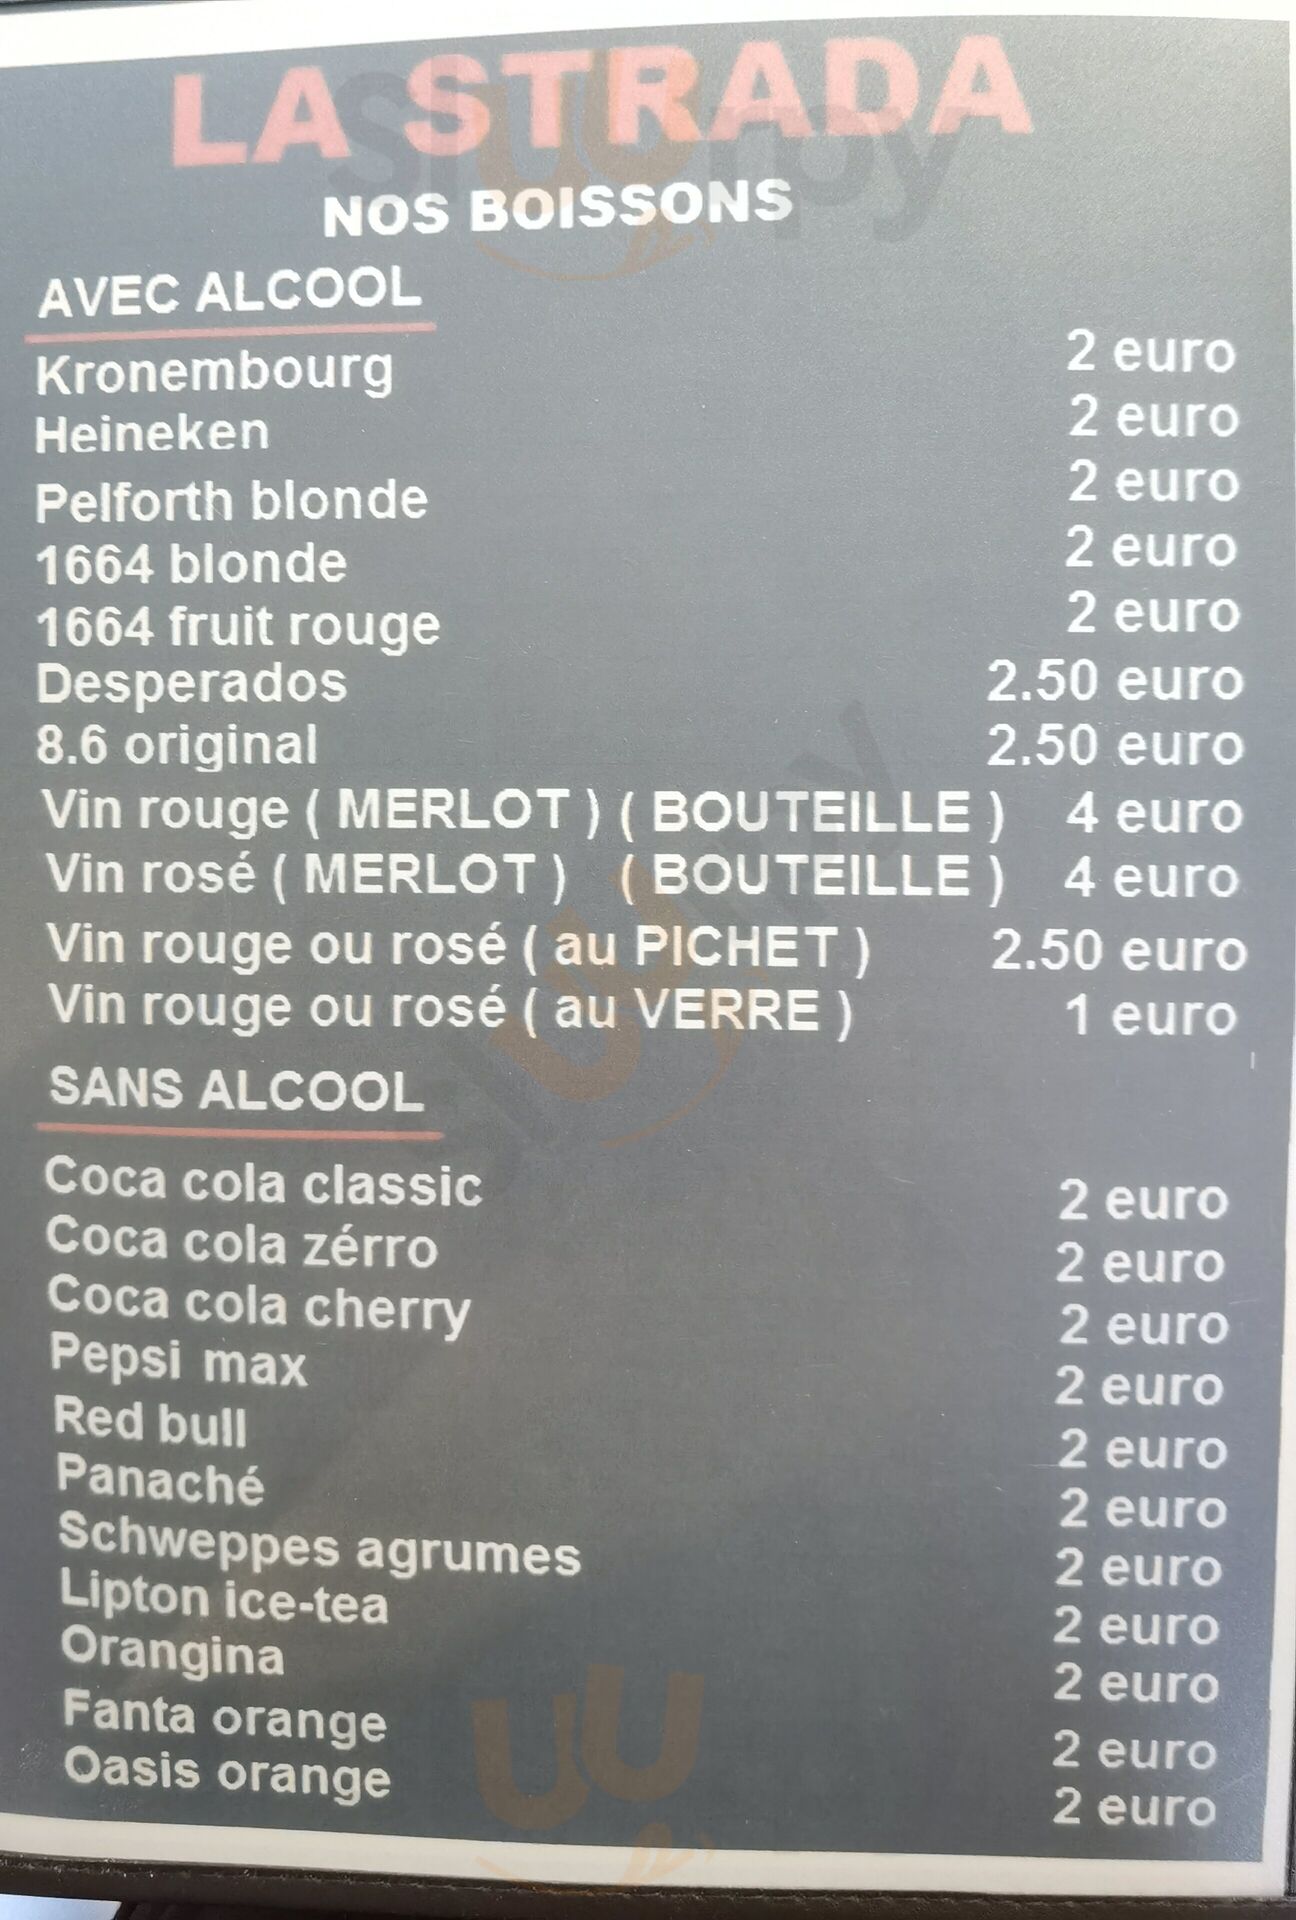 LA STRADA
NOS BOISSONS
AVEC ALCOOL
Kronembourg 2 euro
Heineken 2 euro
Pelforth blonde 2 euro
1664 blonde 2 euro
1664 fruit rouge 2 euro
Desperados 2.50 euro
8.6 original 2.50 euro
Vin rouge ( MERLOT ) ( BOUTEILLE ) 4 euro
Vin rosé ( MERLOT ) ( BOUTEILLE ) 4 euro
Vin rouge ou rosé ( au PICHET ) 2.50 euro
Vin rouge ou rosé ( au VERRE ) 1 euro
SANS ALCOOL
Coca cola classic 2 euro
Coca cola zérro 2 euro
Coca cola cherry 2 euro
Pepsi max 2 euro
Red bull 2 euro
Panaché 2 euro
Schweppes agrumes 2 euro
Lipton ice-tea 2 euro
Orangina 2 euro
Fanta orange 2 euro
Oasis orange 2 euro
Sluurpy
Sluurpy